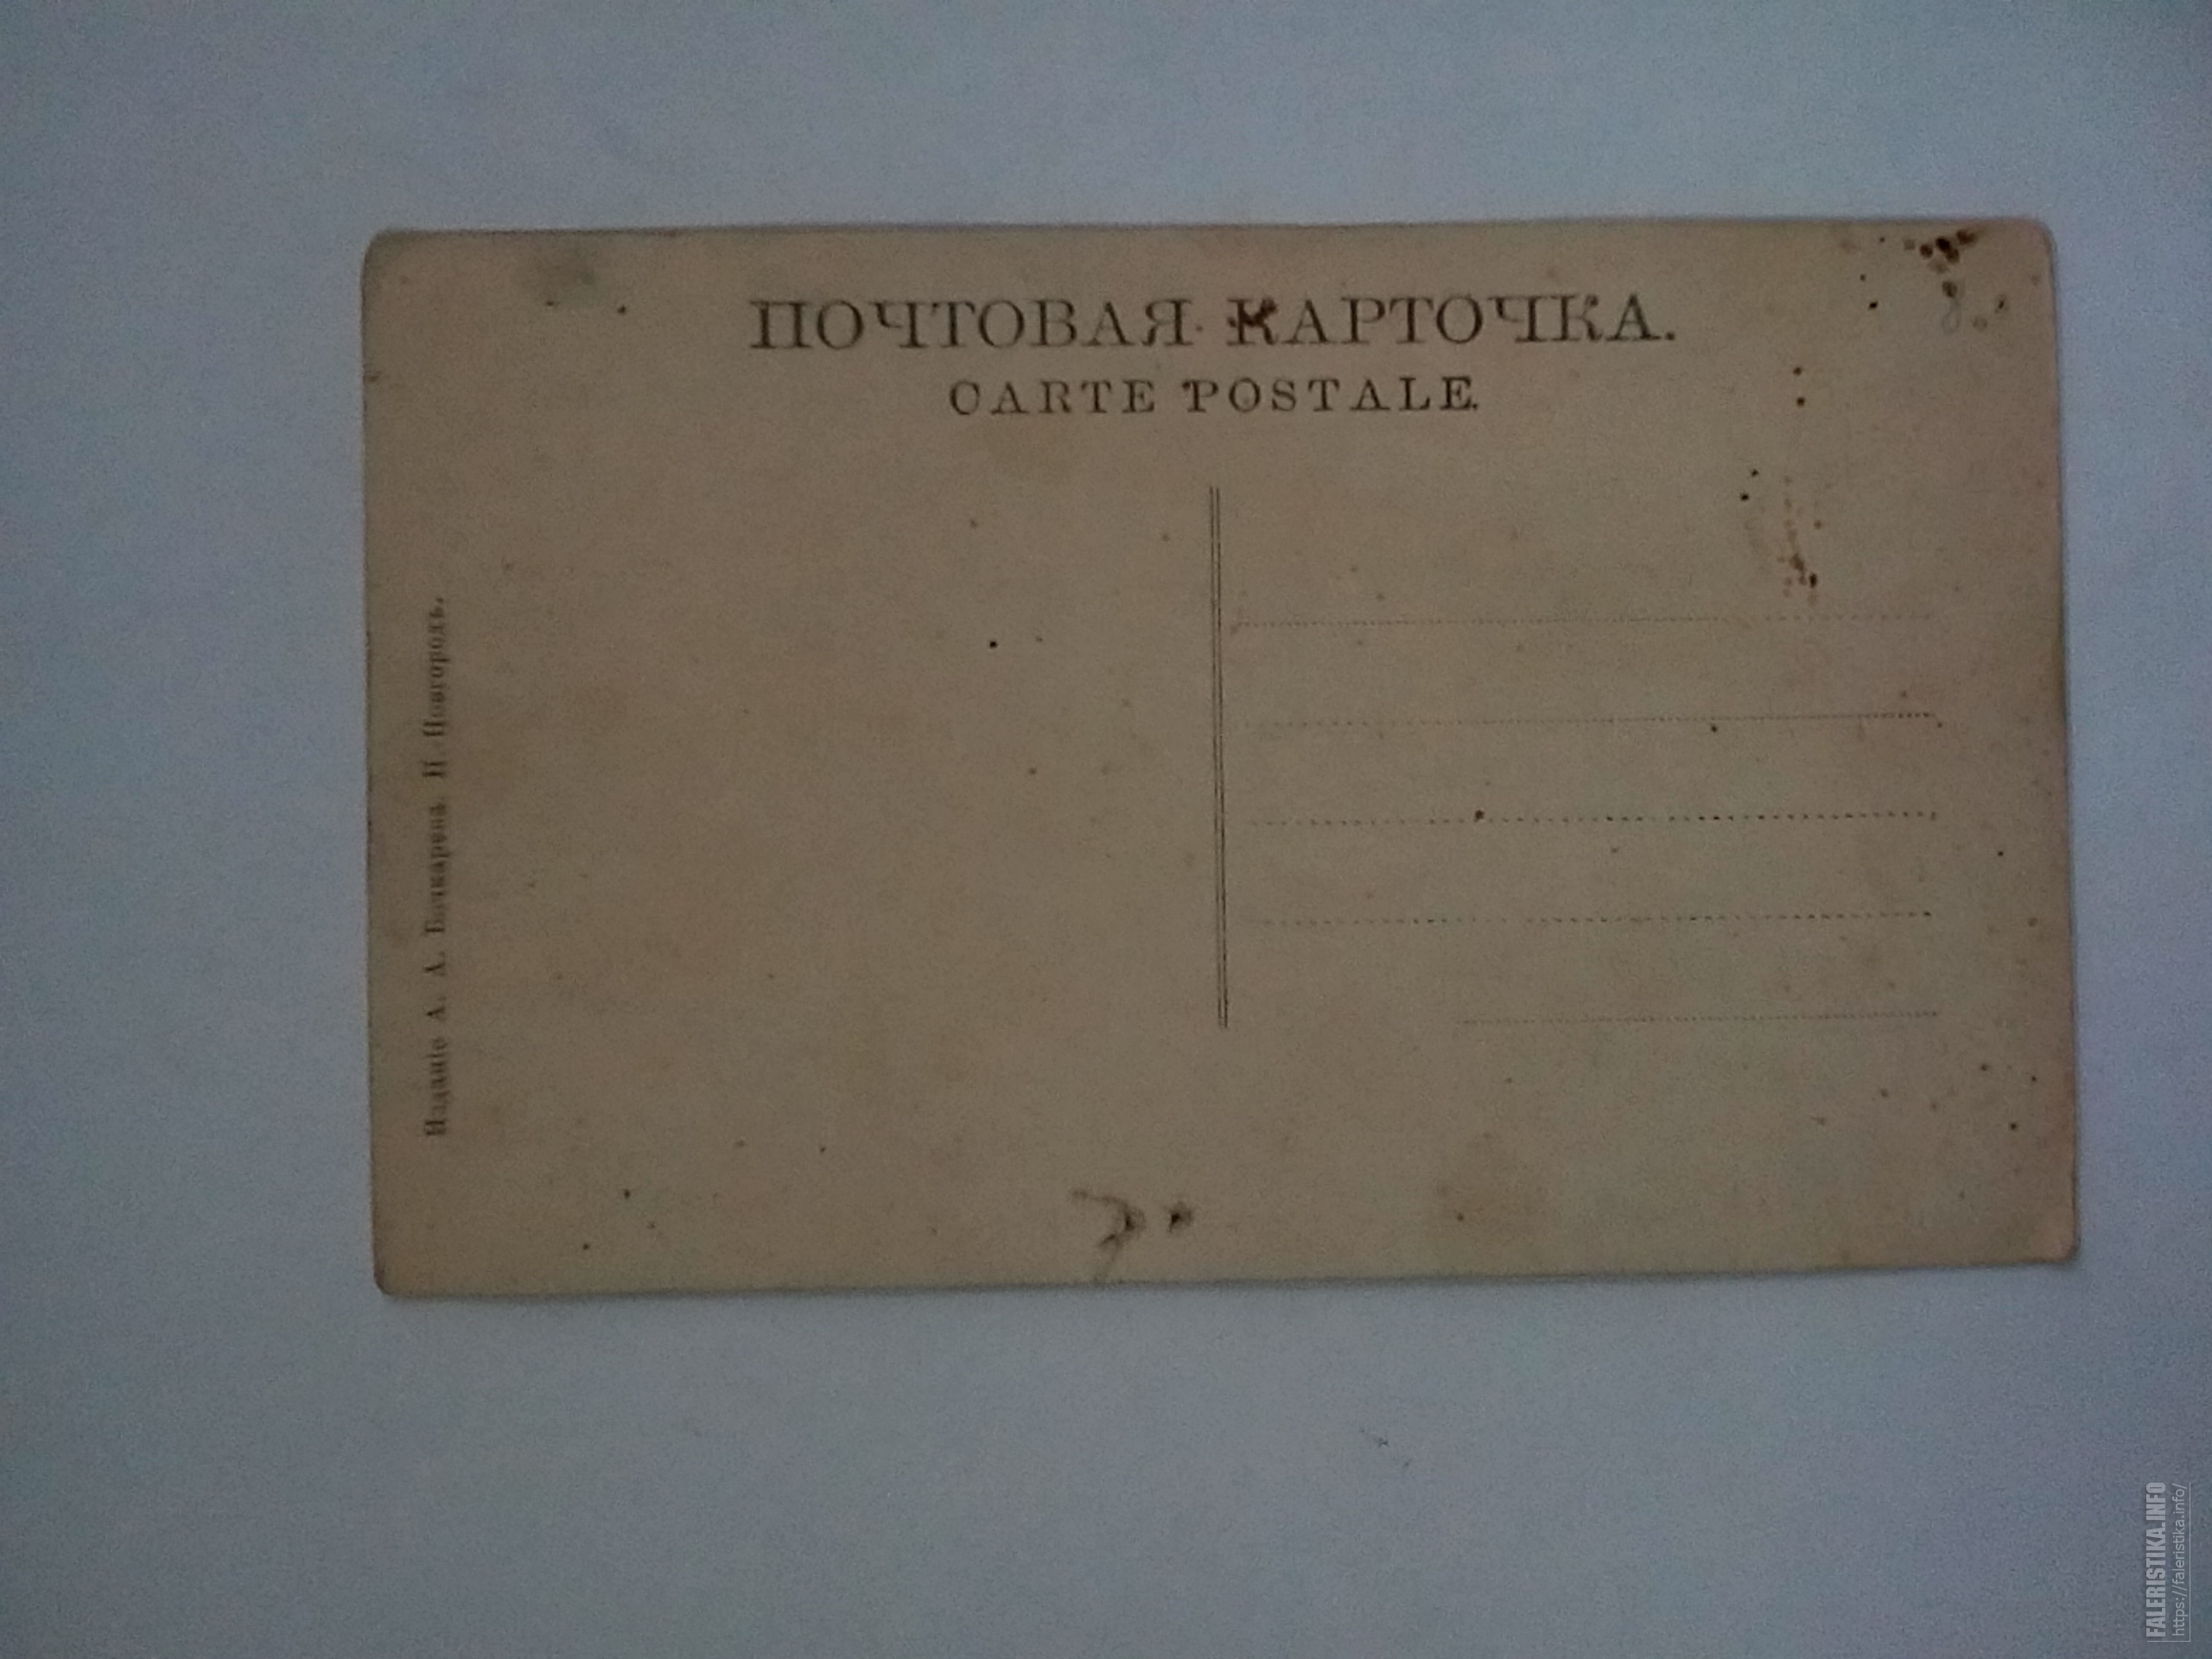 ПОЧТОВАЯ КАРТОЧКА.
CARTE POSTALE.
Изданіе А. А. Бочкарева. Н.-Новгородъ.
FALERISTIKA.INFO
https://faleristika.info/